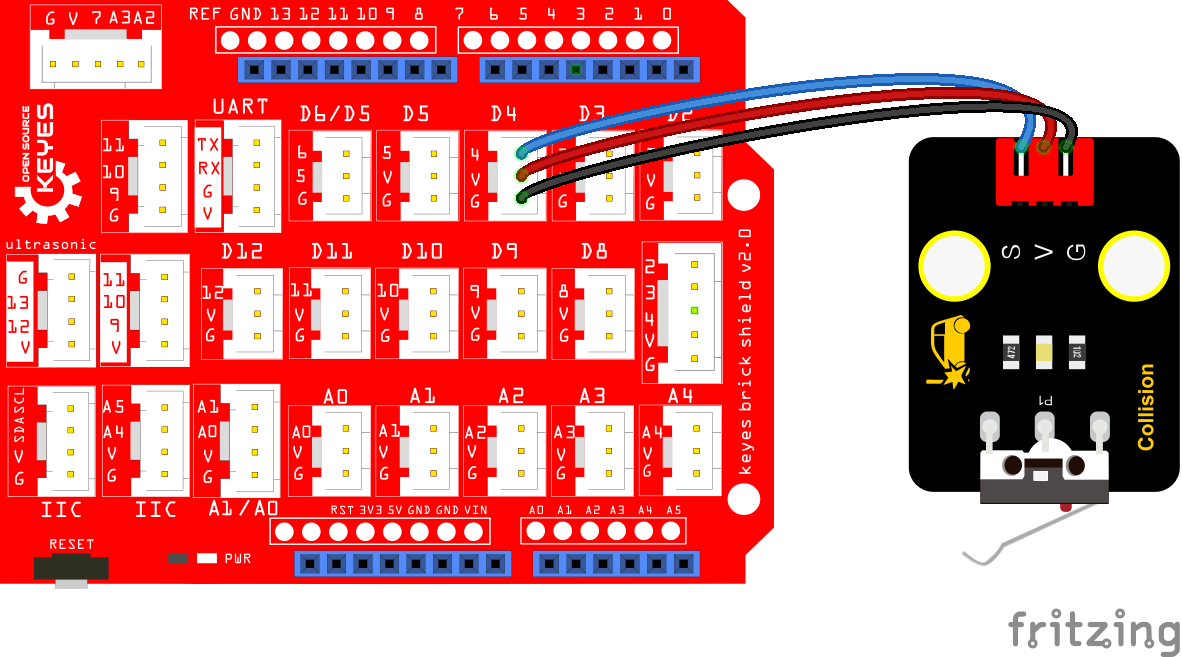 G V 7 A3A2
REF GND 13 12 11 10 9 8 7 6 5 4 3 2 1 0
OPEN SOURCE
KEYES
UART
D6/D5
D5
D4
D3
D2
11
10
9
G
TX
RX
G
V
6
5
G
5
V
G
4
V
G
G
V
G
ultrasonic
G
13
12
V
11
10
9
V
D12
D11
D10
D9
D8
12
V
G
11
V
G
10
V
G
9
V
G
8
V
G
2
3
4
V
G
keyes brick shield v2.0
SCL
SDA
V
G
IIC
A5
A4
V
G
IIC
A1
A0
V
G
A1/A0
A0
A1
A2
A3
A4
A0
V
G
A1
V
G
A2
V
G
A3
V
G
A4
V
G
RST 3V3 5V GND GND VIN
A0 A1 A2 A3 A4 A5
RESET
PWR
S V G
472
102
P1
Collision
fritzing